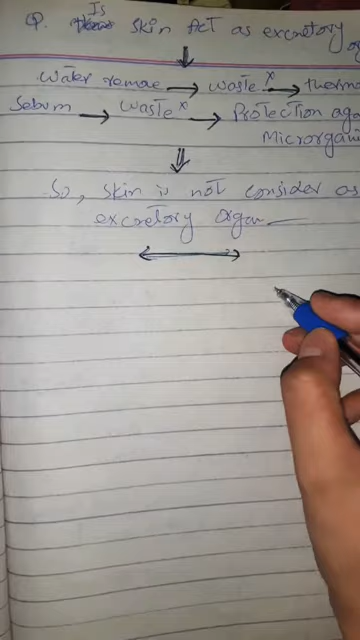 Q. Is skin Act as excretory
Water remove → Waste x → thermo
Sebum → Waste x → Protection aga
Microrgani
So, skin is not consider as
excretory organ